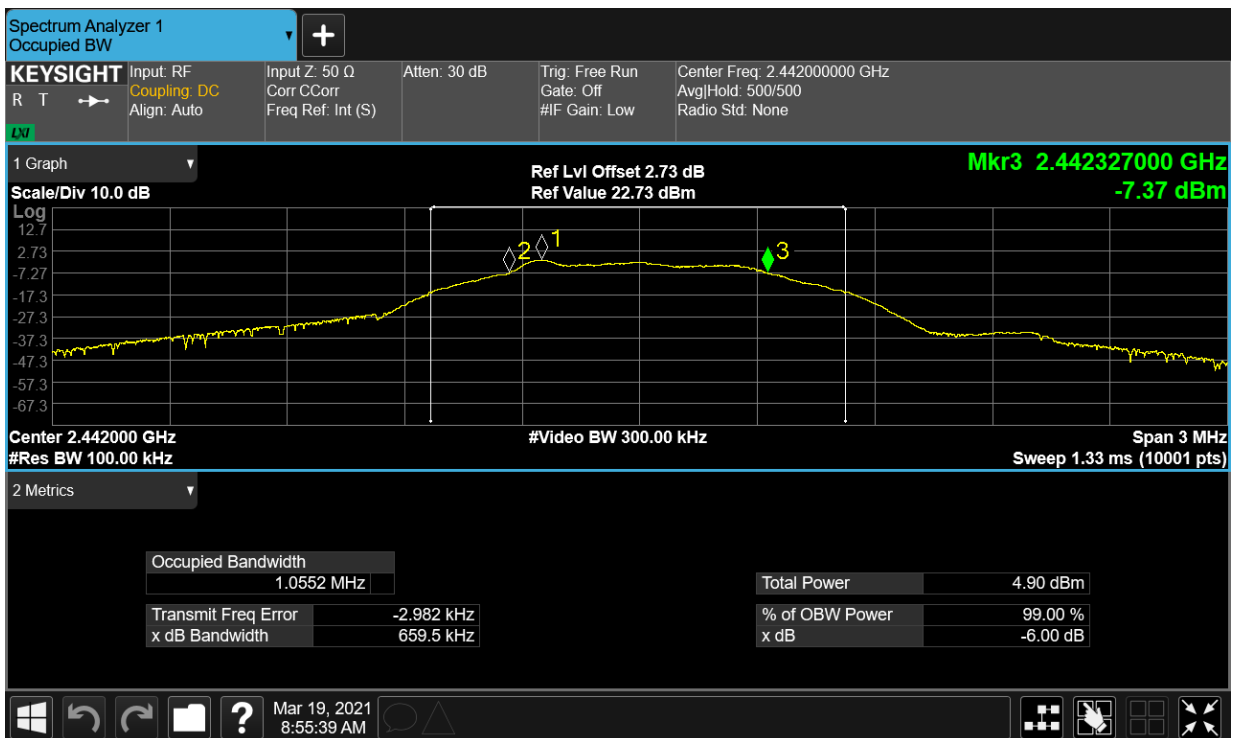 Spectrum Analyzer 1
Occupied BW
KEYSIGHT
R T
LXI
Input: RF
Coupling: DC
Align: Auto
Input Z: 50 Ω
Corr CCorr
Freq Ref: Int (S)
Atten: 30 dB
Trig: Free Run
Gate: Off
#IF Gain: Low
Center Freq: 2.442000000 GHz
Avg|Hold: 500/500
Radio Std: None
1 Graph
Scale/Div 10.0 dB
Ref Lvl Offset 2.73 dB
Ref Value 22.73 dBm
Mkr3 2.442327000 GHz
-7.37 dBm
Log
12.7
2.73
-7.27
-17.3
-27.3
-37.3
-47.3
-57.3
-67.3
2
1
3
Center 2.442000 GHz
#Video BW 300.00 kHz
Span 3 MHz
#Res BW 100.00 kHz
Sweep 1.33 ms (10001 pts)
2 Metrics
Occupied Bandwidth
1.0552 MHz
Transmit Freq Error -2.982 kHz
x dB Bandwidth 659.5 kHz
Total Power 4.90 dBm
% of OBW Power 99.00 %
x dB -6.00 dB
?
Mar 19, 2021
8:55:39 AM